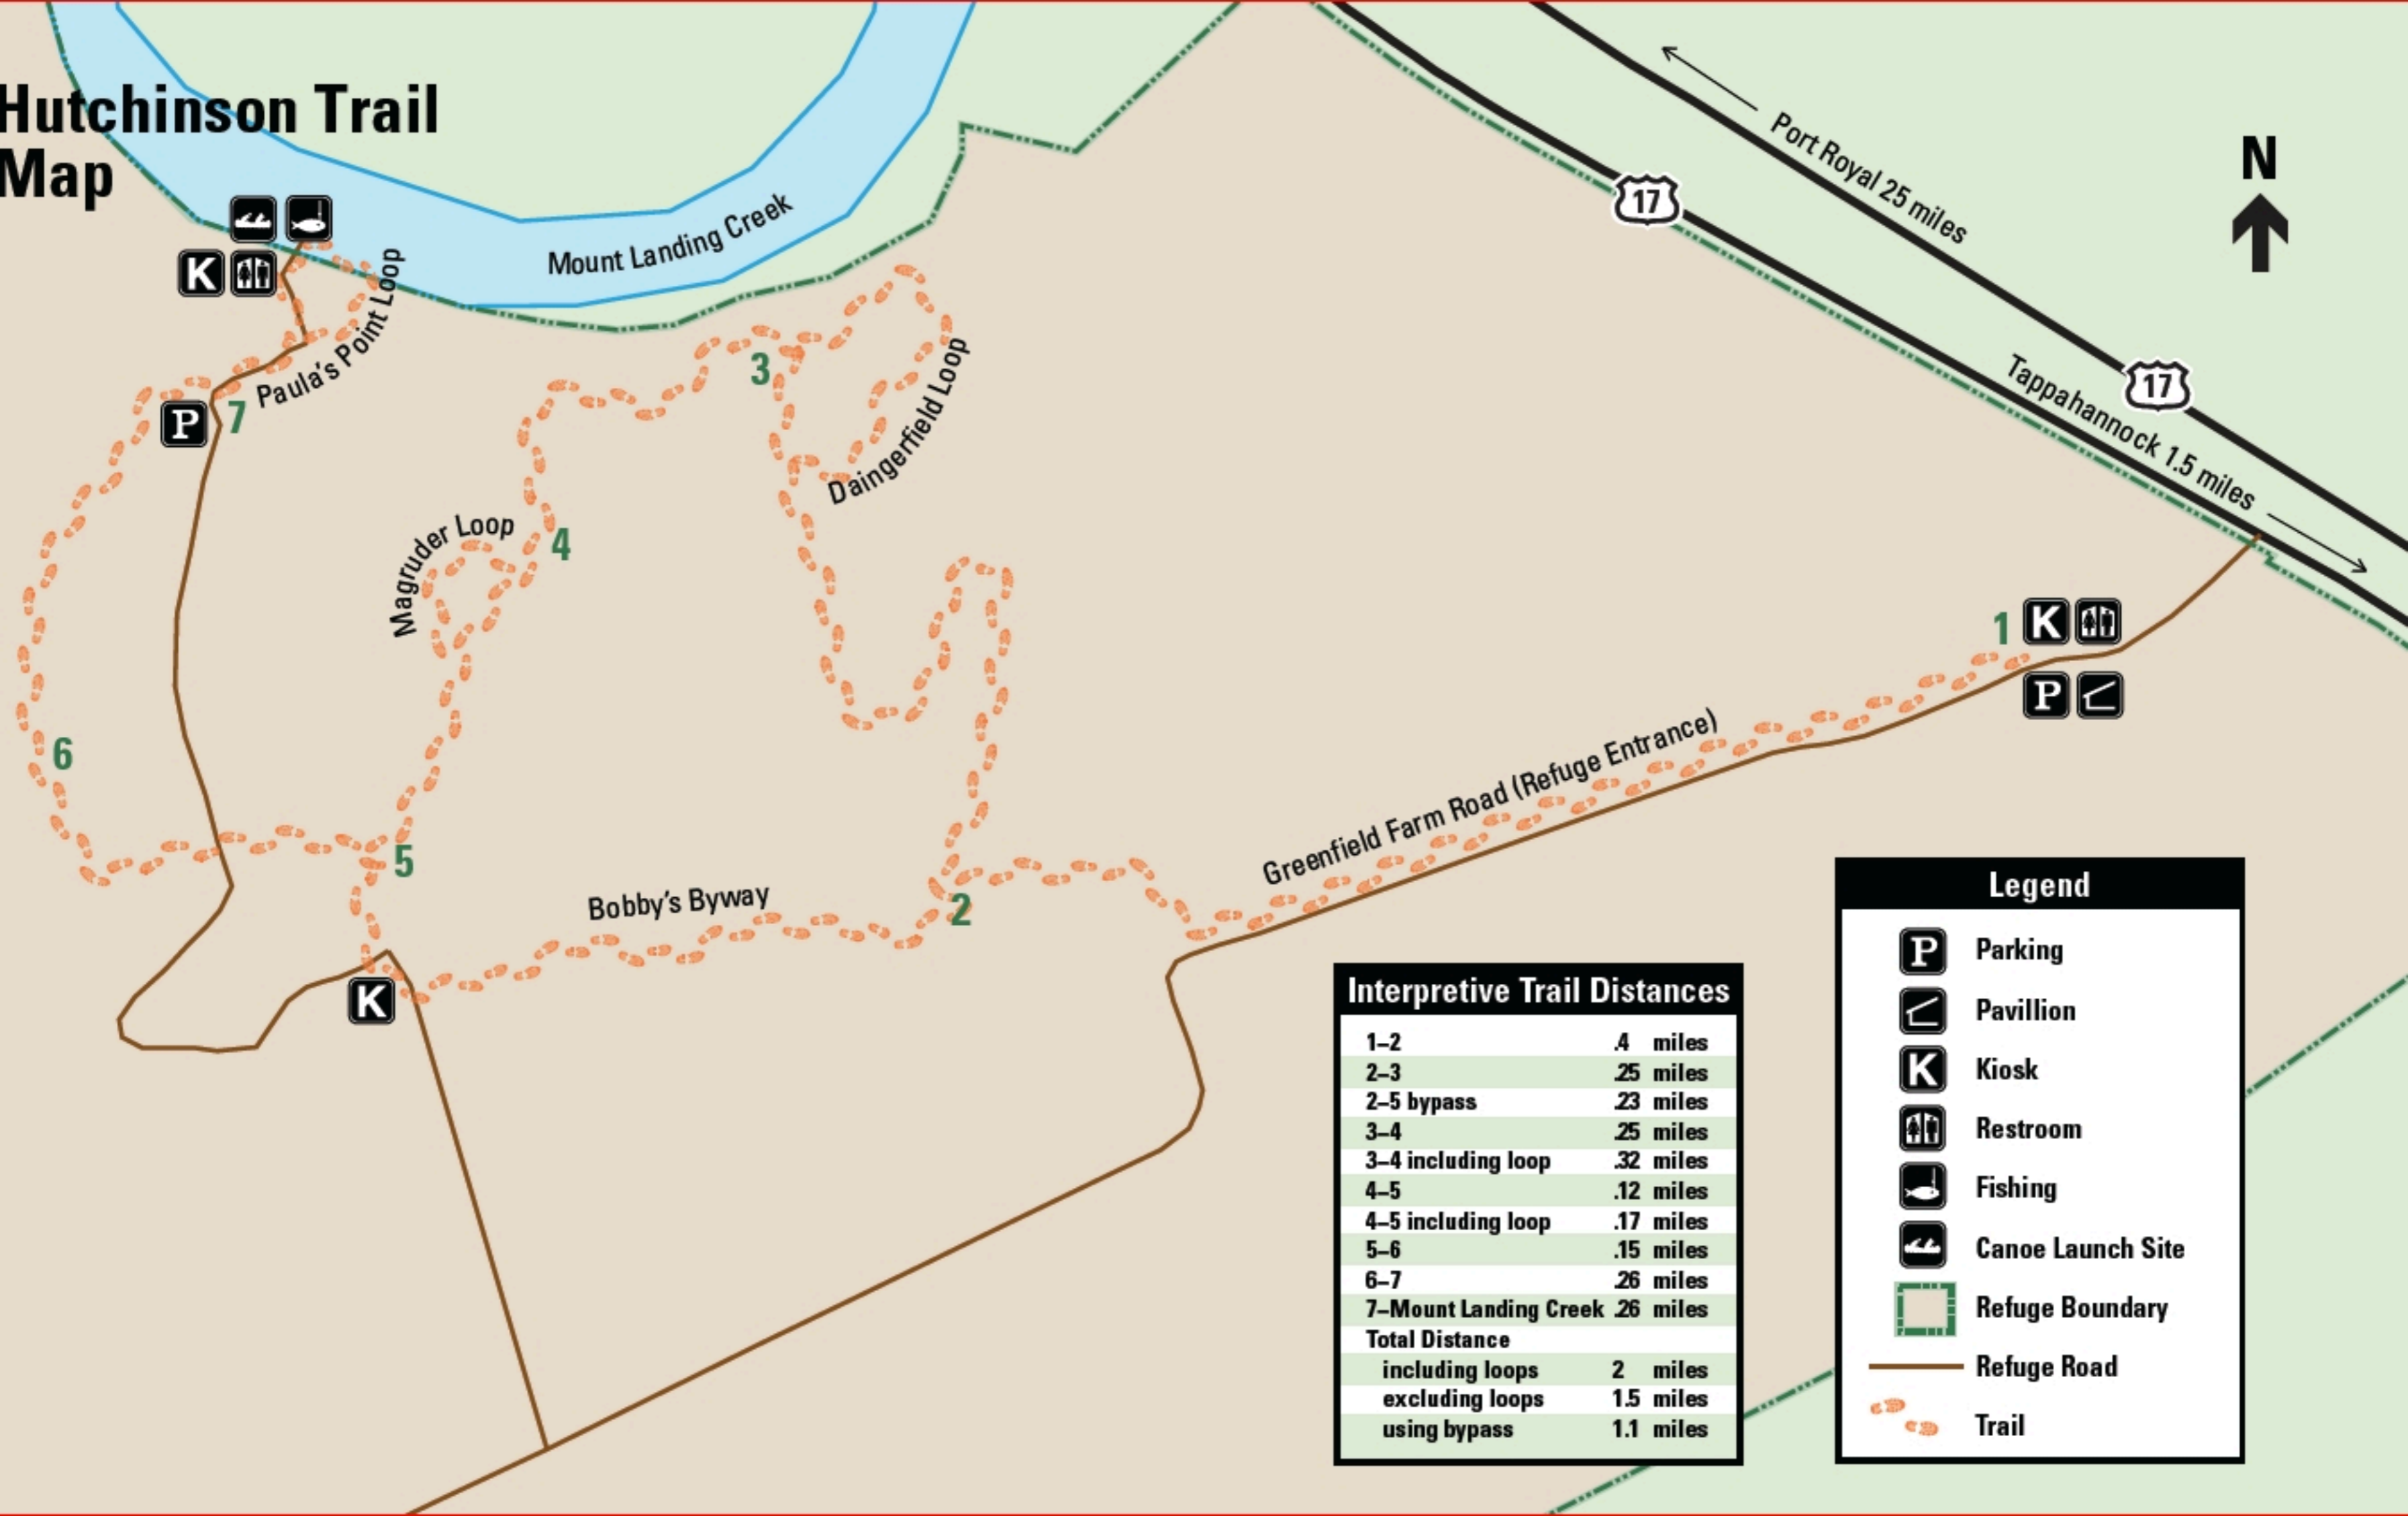 Hutchinson Trail
Map
Mount Landing Creek
Port Royal 25 miles
N
17
17
Tappahannock 1.5 miles
K
Paula's Point Loop
P
7
3
Daingerfield Loop
Magruder Loop
4
1
K
P
6
Greenfield Farm Road (Refuge Entrance)
5
Bobby's Byway
2
K
Interpretive Trail Distances
1–2 .4 miles
2–3 .25 miles
2–5 bypass .23 miles
3–4 .25 miles
3–4 including loop .32 miles
4–5 .12 miles
4–5 including loop .17 miles
5–6 .15 miles
6–7 .26 miles
7–Mount Landing Creek .26 miles
Total Distance
including loops 2 miles
excluding loops 1.5 miles
using bypass 1.1 miles
Legend
P Parking
Pavillion
K Kiosk
Restroom
Fishing
Canoe Launch Site
Refuge Boundary
Refuge Road
Trail